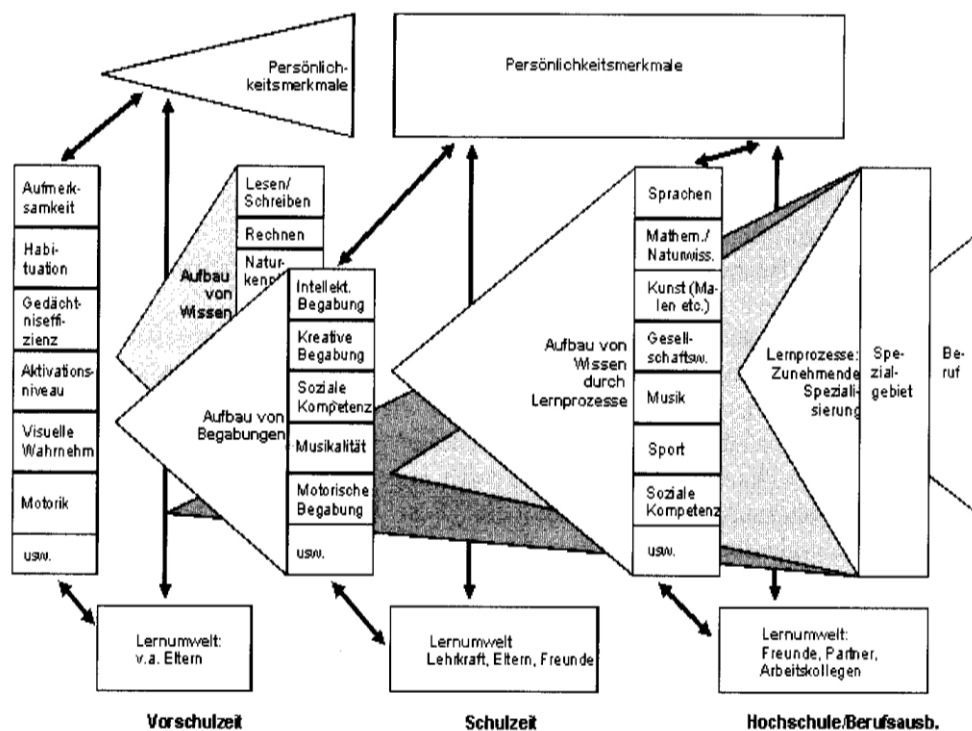 Persönlich-
keitsmerkmale
Persönlichkeitsmerkmale
Aufmerk-
samkeit
Habi-
tuation
Gedächt-
niseffi-
zienz
Aktivations-
niveau
Visuelle
Wahrnehm
Motorik
usw.
Aufbau
von
Wissen
Lesen/
Schreiben
Rechnen
Natur-
Aufbau von
Begabungen
Intellekt.
Begabung
Kreative
Begabung
Soziale
Kompetenz
Musikalität
Motorische
Begabung
usw.
Aufbau von
Wissen
durch
Lernprozesse
Sprachen
Mathem./
Naturwiss.
Kunst (Ma-
len etc.)
Gesell-
schaftsw.
Musik
Sport
Soziale
Kompetenz
usw.
Lernprozesse:
Zunehmende
Speziali-
sierung
Spe-
zial-
gebiet
Be-
ruf
Lernumwelt:
v.a. Eltern
Lernumwelt
Lehrkraft, Eltern, Freunde
Lernumwelt:
Freunde, Partner,
Arbeitskollegen
Vorschulzeit
Schulzeit
Hochschule/Berufsausb.